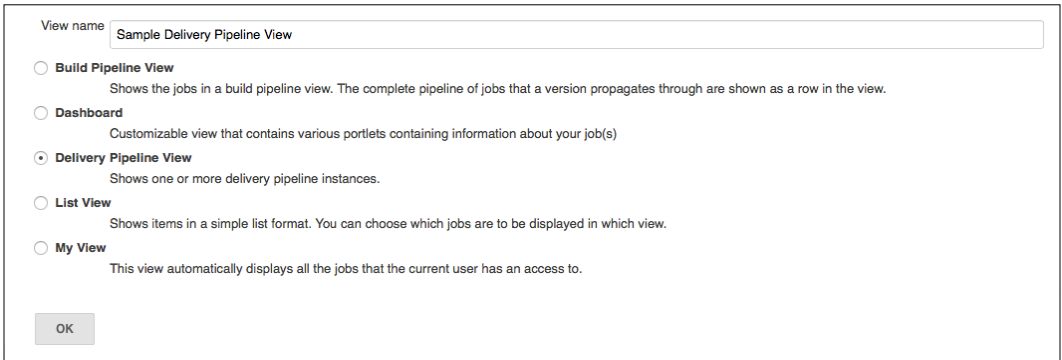 View name
Sample Delivery Pipeline View
Build Pipeline View
Shows the jobs in a build pipeline view. The complete pipeline of jobs that a version propagates through are shown as a row in the view.
Dashboard
Customizable view that contains various portlets containing information about your job(s)
Delivery Pipeline View
Shows one or more delivery pipeline instances.
List View
Shows items in a simple list format. You can choose which jobs are to be displayed in which view.
My View
This view automatically displays all the jobs that the current user has an access to.
OK